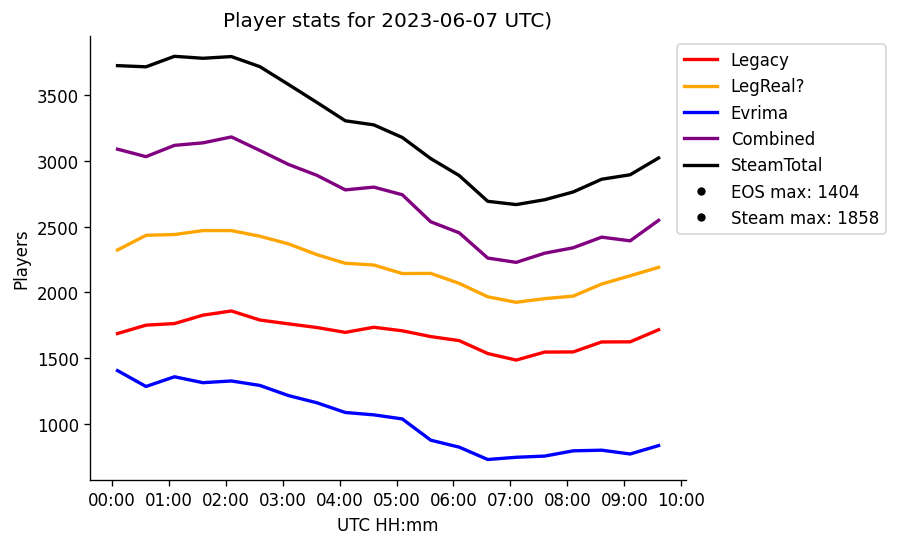 Player stats for 2023-06-07 UTC)
Legacy
LegReal?
Evrima
Combined
SteamTotal
EOS max: 1404
Steam max: 1858
Players
3500
3000
2500
2000
1500
1000
00:00 01:00 02:00 03:00 04:00 05:00 06:00 07:00 08:00 09:00 10:00
UTC HH:mm